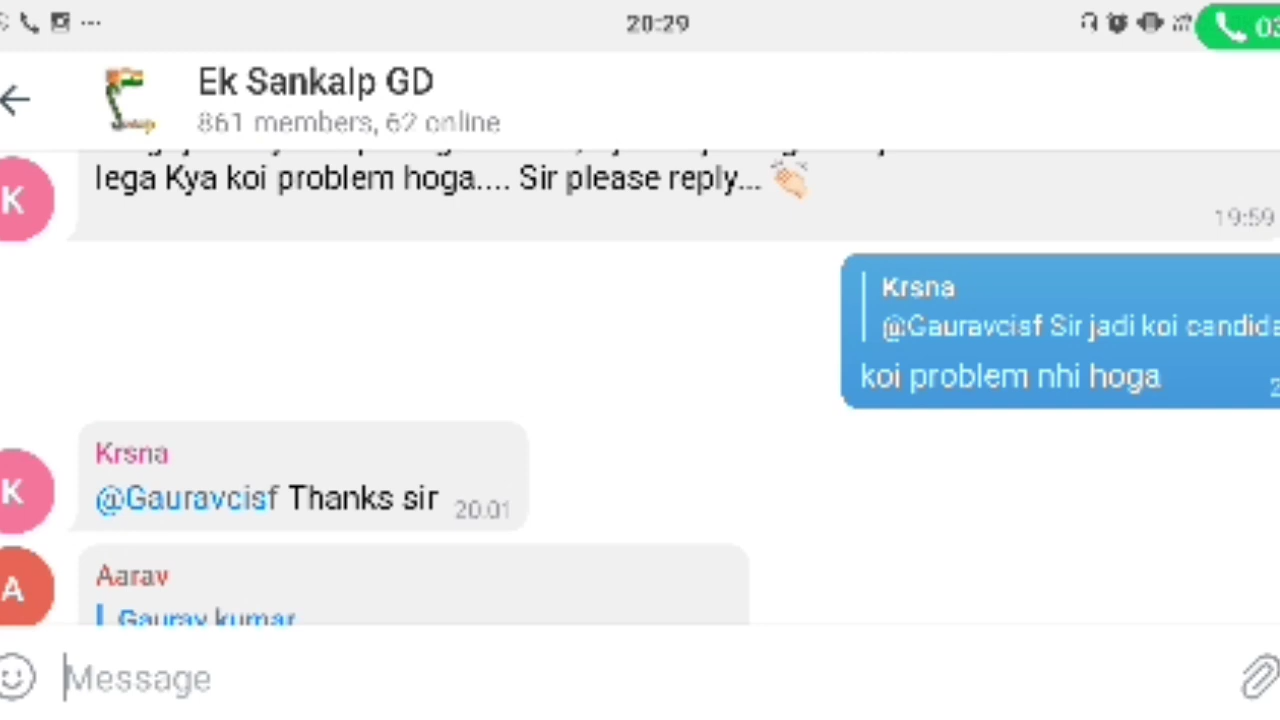 20:29
03
Ek Sankalp GD
861 members, 62 online
lega Kya koi problem hoga.... Sir please reply...
19:59
Krsna
@Gauravcisf Sir jadi koi candida
koi problem nhi hoga
2
K
Krsna
@Gauravcisf Thanks sir
20:01
K
Aarav
Gaurav kumar
A
Message